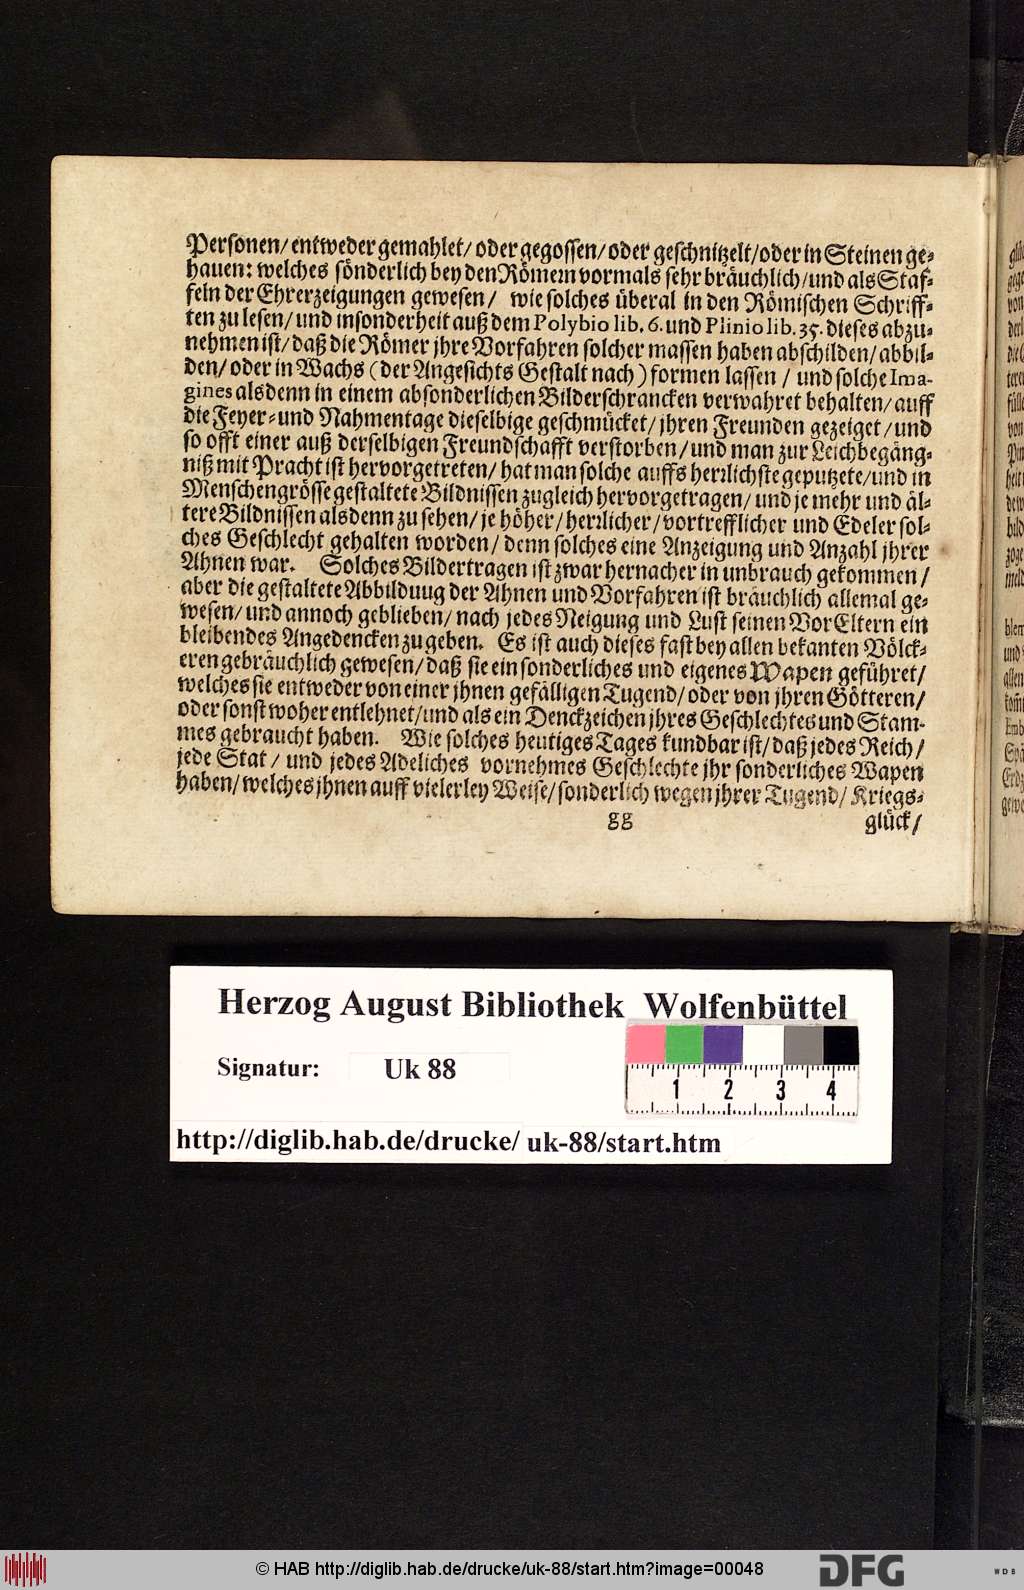 Personen/ entweder gemahlet/ oder gegossen/ oder geschnitzelt/ oder in Steinen ge-
hauen: welches sönderlich bey den Römern vormals sehr bräuchlich/ und als Staf-
feln der Ehrerzeigungen gewesen/ wie solches überal in den Römischen Schriff-
ten zu lesen/ und insonderheit auß dem Polybio lib. 6. und Plinio lib. 35. dieses abzu-
nehmen ist/ daß die Römer jhre Vorfahren solcher massen haben abschilden/ abbil-
den/ oder in Wachs (der Angesichts Gestalt nach) formen lassen / und solche Ima-
gines alsdenn in einem absonderlichen Bilderschrancken verwahret behalten/ auff
die Feyer- und Nahmentage dieselbige geschmücket/ jhren Freunden gezeiget/ und
so offt einer auß derselbigen Freundschafft verstorben/ und man zur Leichbegäng-
niß mit Pracht ist hervorgetreten/ hat man solche auffs herrlichste geputzete/ und in
Menschengrösse gestaltete Bildnissen zugleich hervorgetragen/ und je mehr und äl-
tere Bildnissen alsdenn zu sehen/ je höher/ herrlicher/ vortrefflicher und Edeler sol-
ches Geschlecht gehalten worden/ denn solches eine Anzeigung und Anzahl jhrer
Ahnen war. Solches Bildertragen ist zwar hernacher in unbrauch gekommen /
aber die gestaltete Abbilduug der Ahnen und Vorfahren ist bräuchlich allemal ge-
wesen/ und annoch geblieben/ nach jedes Neigung und Lust seinen VorEltern ein
bleibendes Angedencken zu geben. Es ist auch dieses fast bey allen bekanten Völck-
eren gebräuchlich gewesen/ daß sie ein sonderliches und eigenes Wapen geführet/
welches sie entweder von einer jhnen gefälligen Tugend/ oder von jhren Götteren/
oder sonst woher entlehnet/ und als ein Denckzeichen jhres Geschlechtes und Stam-
mes gebraucht haben. Wie solches heutiges Tages kundbar ist/ daß jedes Reich /
jede Stat / und jedes Adeliches vornehmes Geschlechte jhr sonderliches Wapen
haben/ welches jhnen auff vielerley Weise/ sonderlich wegen jhrer Tugend/ Kriegs-
gg glück/
Herzog August Bibliothek Wolfenbüttel
Signatur: Uk 88
1 2 3 4
http://diglib.hab.de/drucke/ uk-88/start.htm
© HAB http://diglib.hab.de/drucke/uk-88/start.htm?image=00048
DFG
WDB